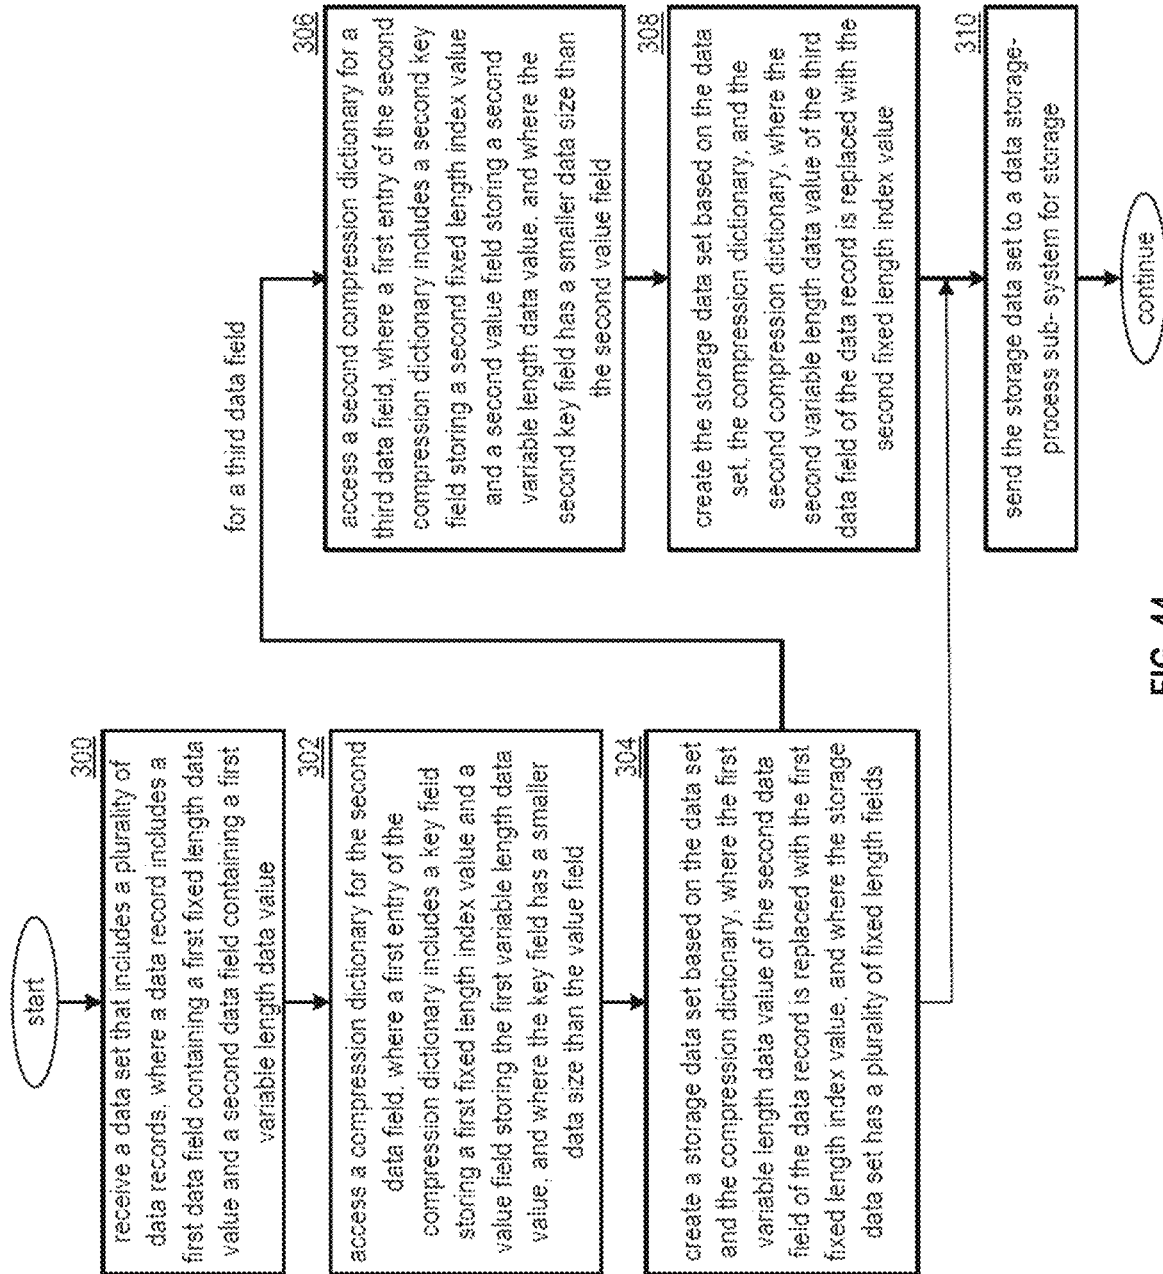 start
300
receive a data set that includes a plurality of
data records, where a data record includes a
first data field containing a first fixed length data
value and a second data field containing a first
variable length data value
302
access a compression dictionary for the second
data field, where a first entry of the
compression dictionary includes a key field
storing a first fixed length index value and a
value field storing the first variable length data
value, and where the key field has a smaller
data size than the value field
304
create a storage data set based on the data set
and the compression dictionary, where the first
variable length data value of the second data
field of the data record is replaced with the first
fixed length index value, and where the storage
data set has a plurality of fixed length fields
for a third data field
306
access a second compression dictionary for a
third data field, where a first entry of the second
compression dictionary includes a second key
field storing a second fixed length index value
and a second value field storing a second
variable length data value, and where the
second key field has a smaller data size than
the second value field
308
create the storage data set based on the data
set, the compression dictionary, and the
second compression dictionary, where the
second variable length data value of the third
data field of the data record is replaced with the
second fixed length index value
310
send the storage data set to a data storage-
process sub- system for storage
continue
FIG. 44